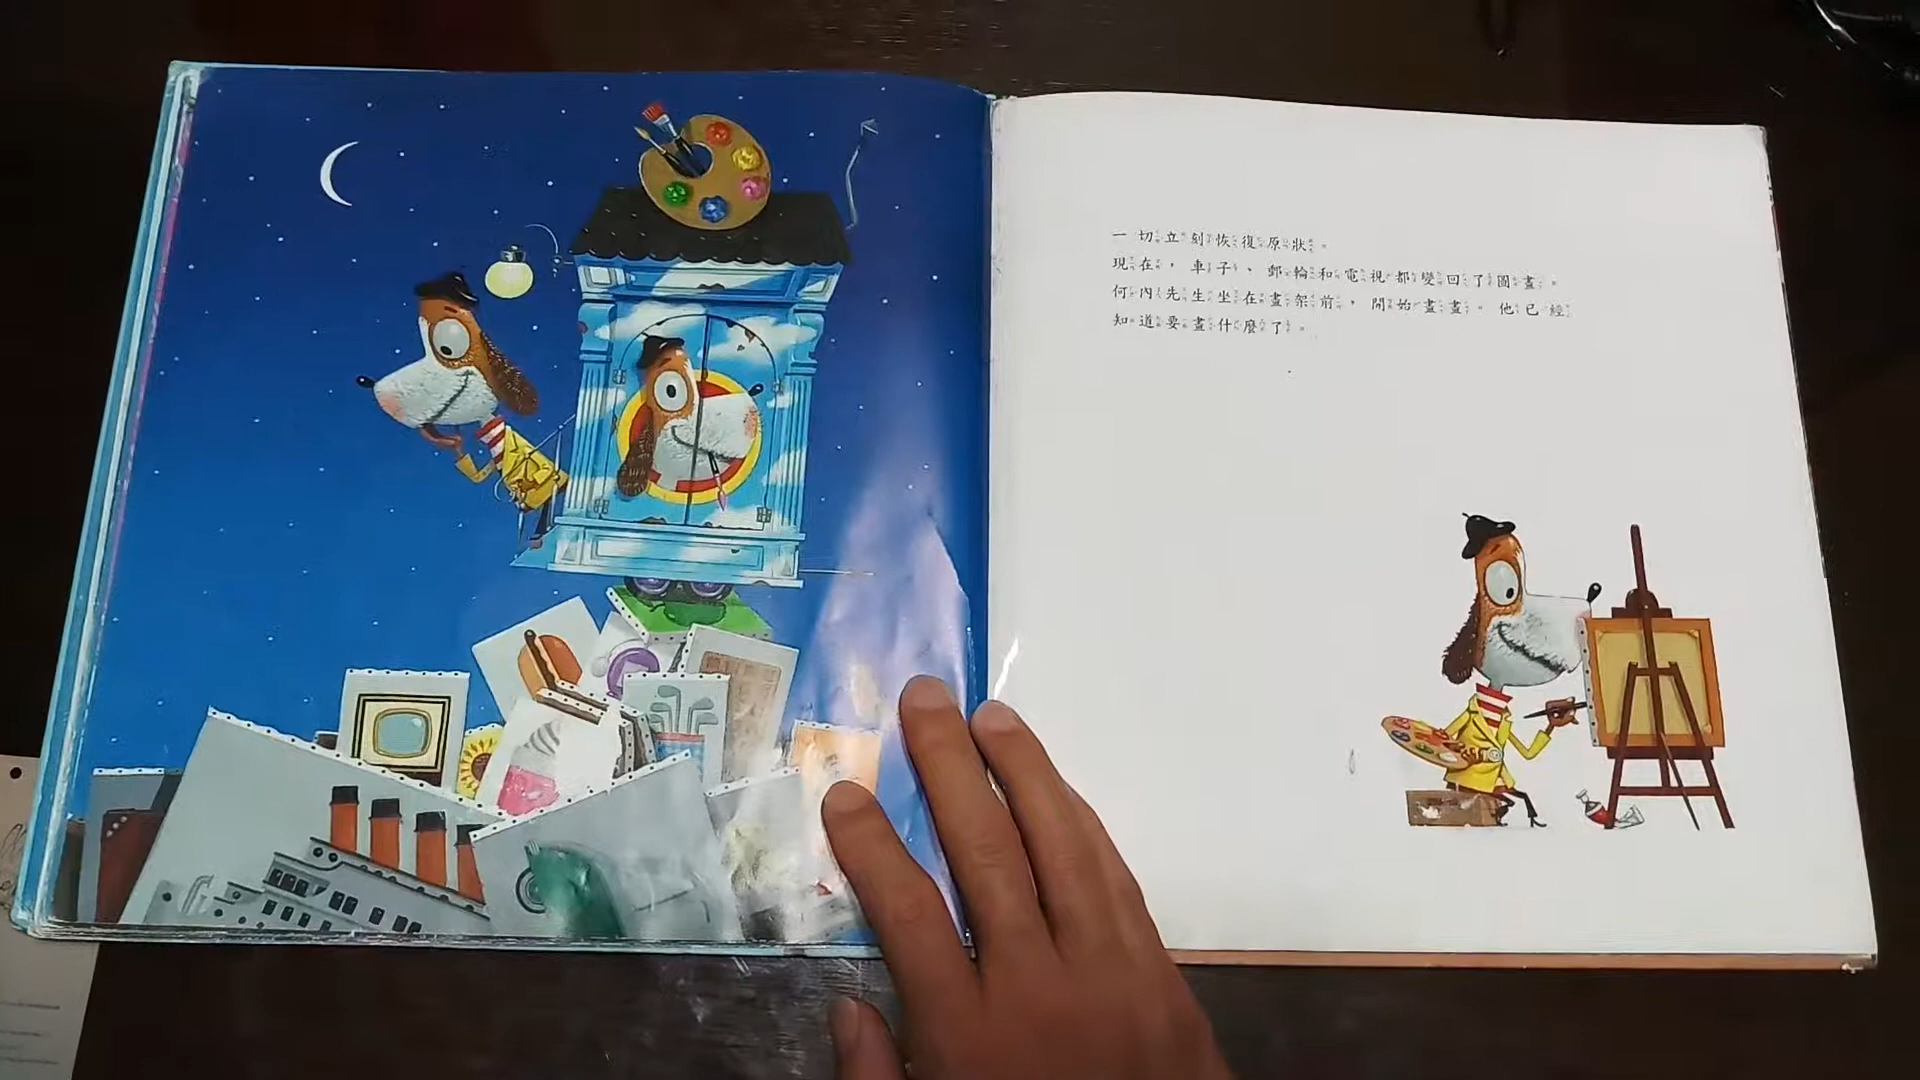 一切立刻恢復原狀。
現在，車子、郵輪和電視都變回了圖畫。
何內先生坐在畫架前，開始畫畫。他已經
知道要畫什麼了。